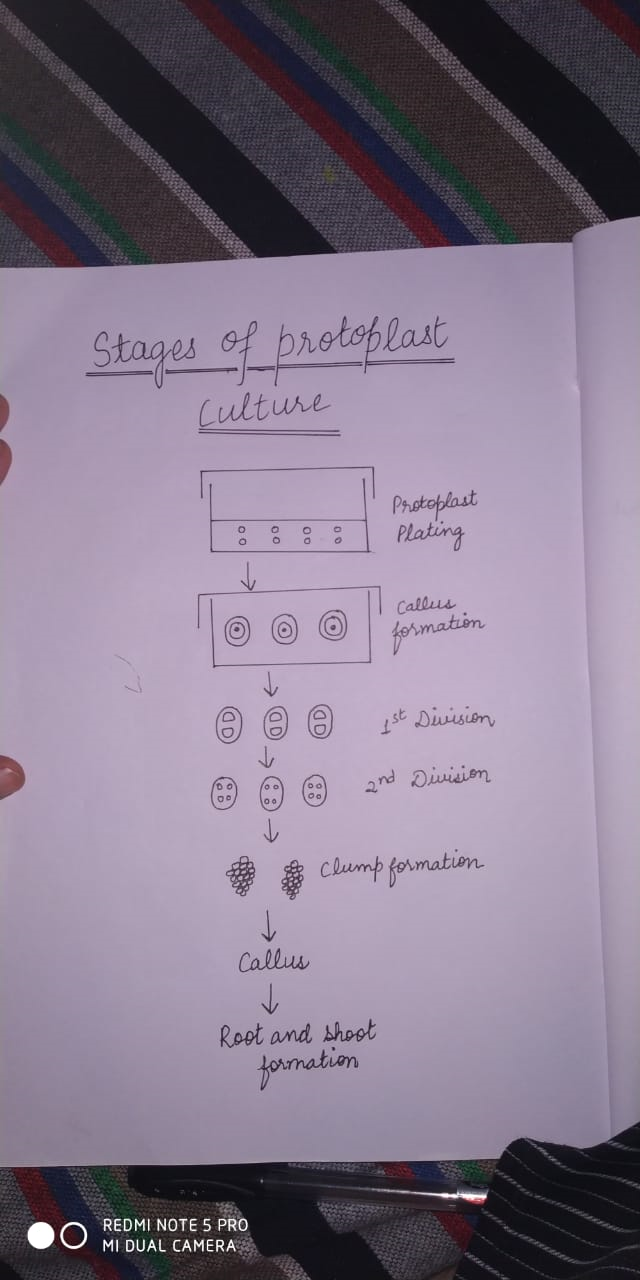 Stages of protoplast
Culture
Protoplast
Plating
Callus
formation
1st Division
2nd Division
Clump formation
Callus
Root and shoot
formation
REDMI NOTE 5 PRO
MI DUAL CAMERA